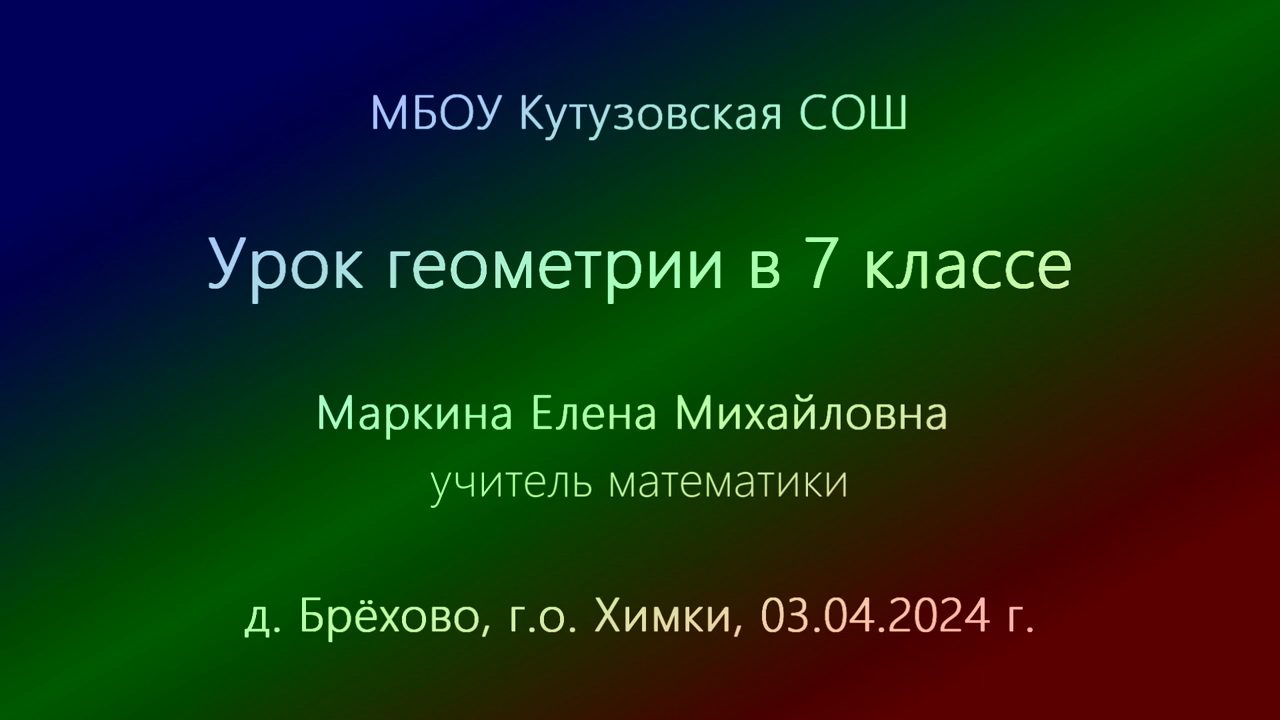 МБОУ Кутузовская СОШ
Урок геометрии в 7 классе
Маркина Елена Михайловна
учитель математики
д. Брёхово, г.о. Химки, 03.04.2024 г.